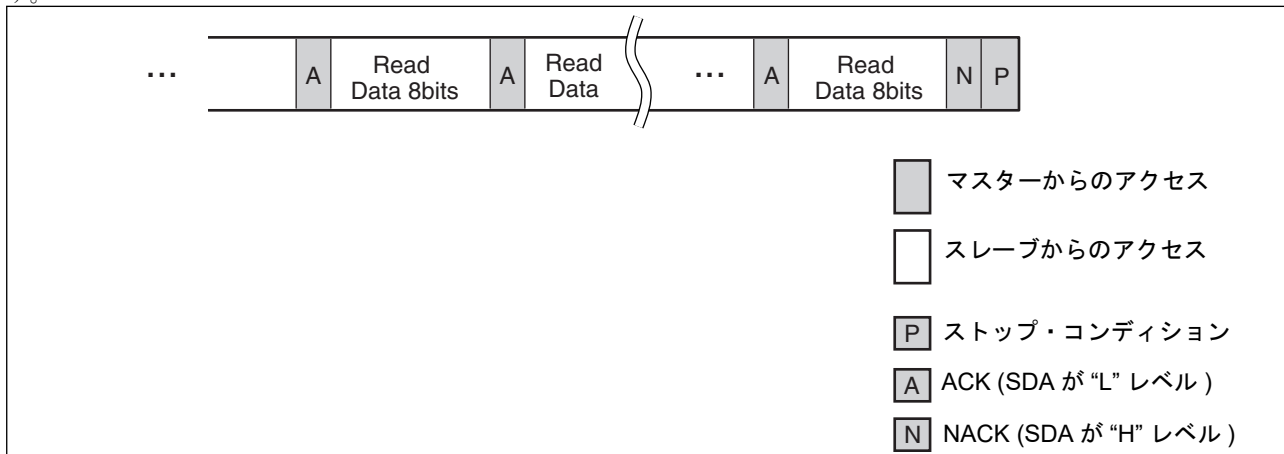 す。
... A Read Data 8bits A Read Data ... A Read Data 8bits N P
マスターからのアクセス
スレーブからのアクセス
P ストップ・コンディション
A ACK (SDA が “L” レベル )
N NACK (SDA が “H” レベル )